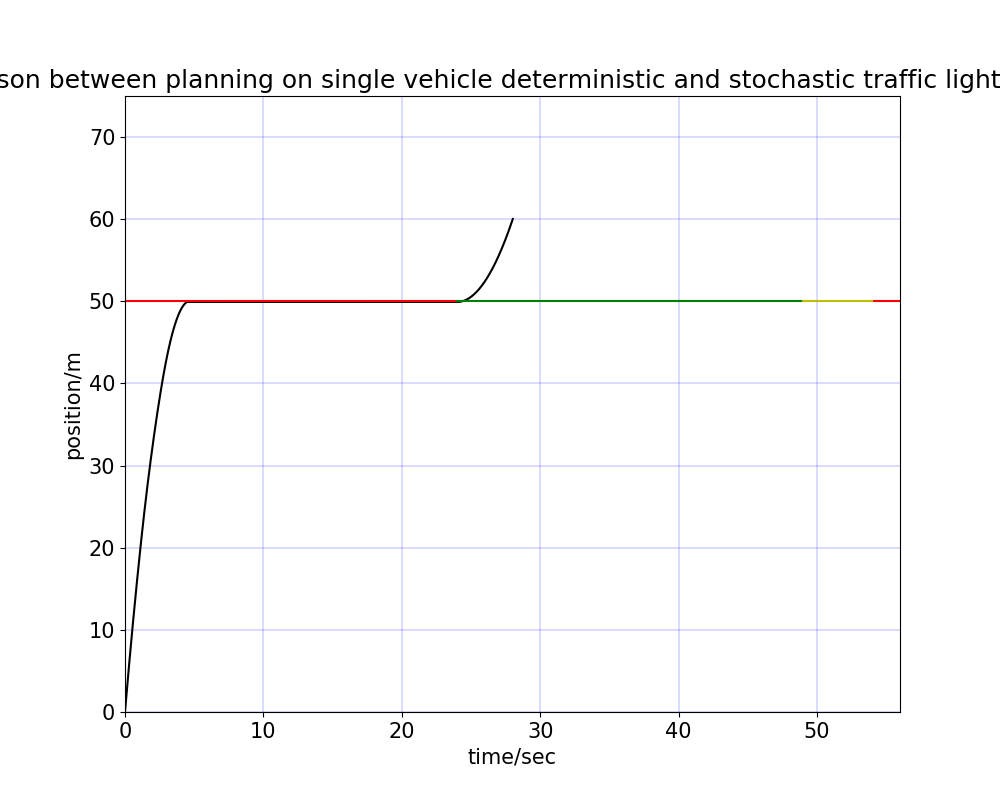 son between planning on single vehicle deterministic and stochastic traffic light
70
60
50
40
30
20
10
0
position/m
0 10 20 30 40 50
time/sec